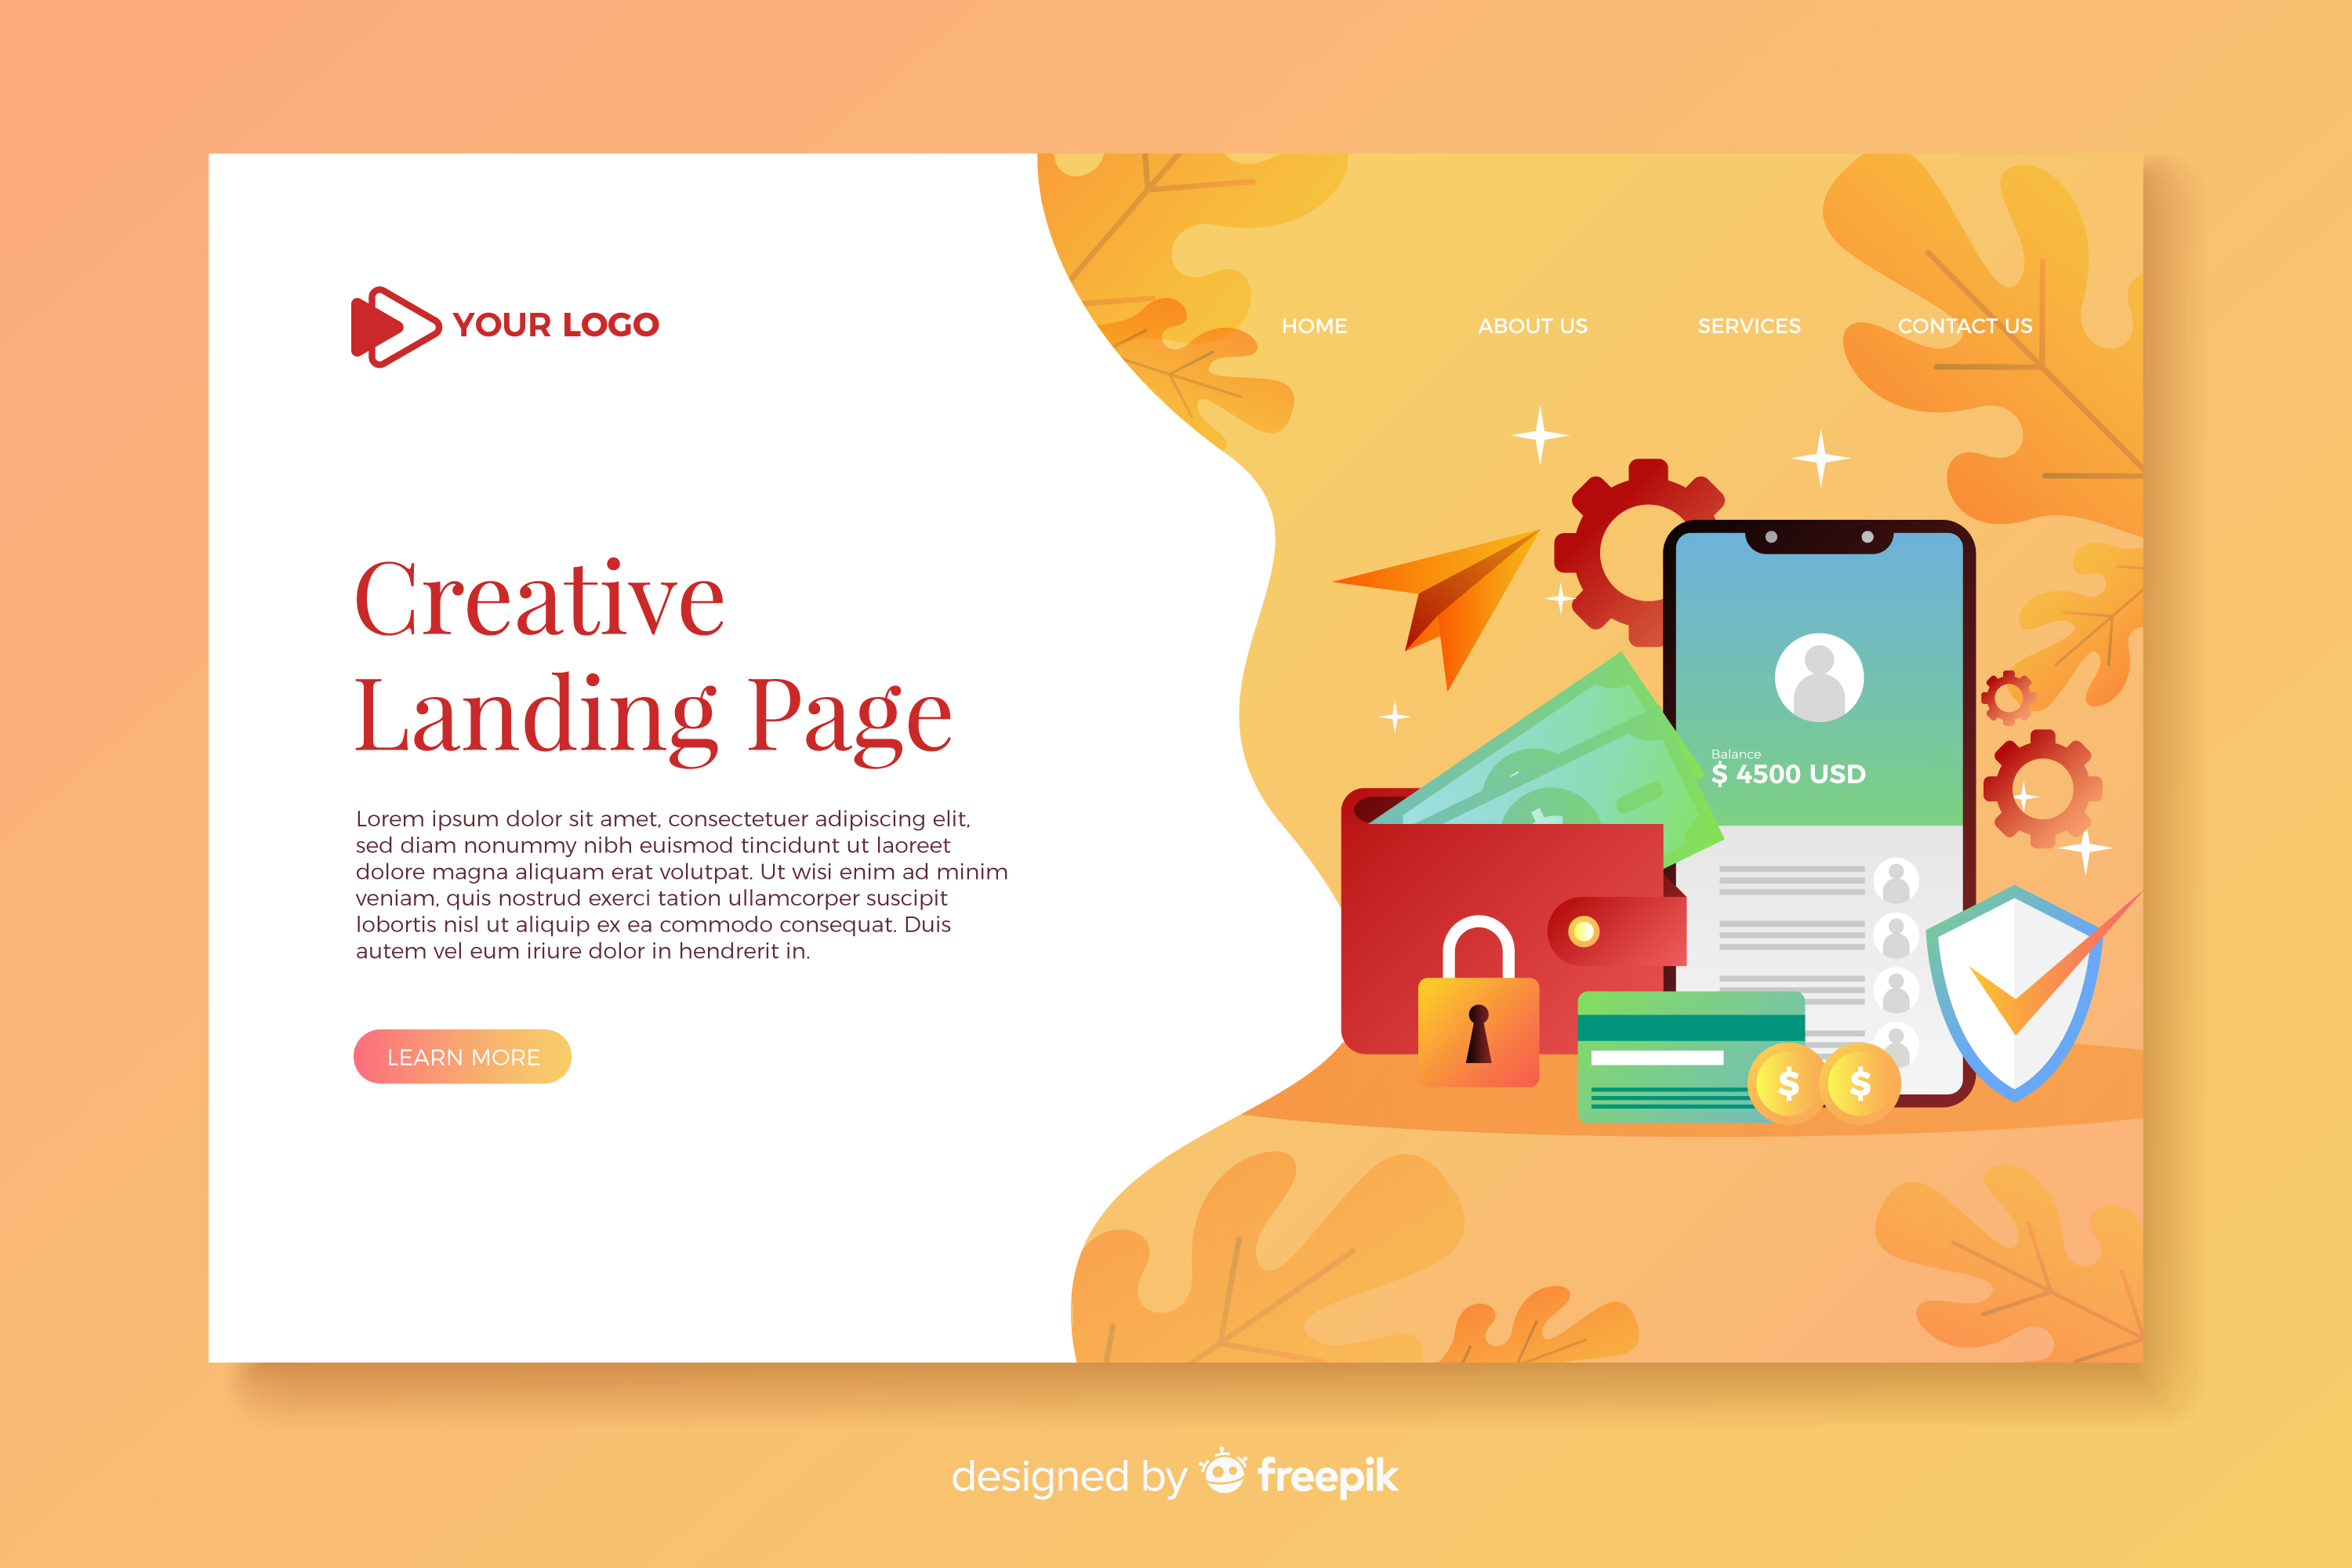 YOUR LOGO
HOME ABOUT US SERVICES CONTACT US
Creative
Landing Page
Lorem ipsum dolor sit amet, consectetuer adipiscing elit,
sed diam nonummy nibh euismod tincidunt ut laoreet
dolore magna aliquam erat volutpat. Ut wisi enim ad minim
veniam, quis nostrud exerci tation ullamcorper suscipit
lobortis nisl ut aliquip ex ea commodo consequat. Duis
autem vel eum iriure dolor in hendrerit in.
LEARN MORE
Balance
$ 4500 USD
$ $
designed by freepik